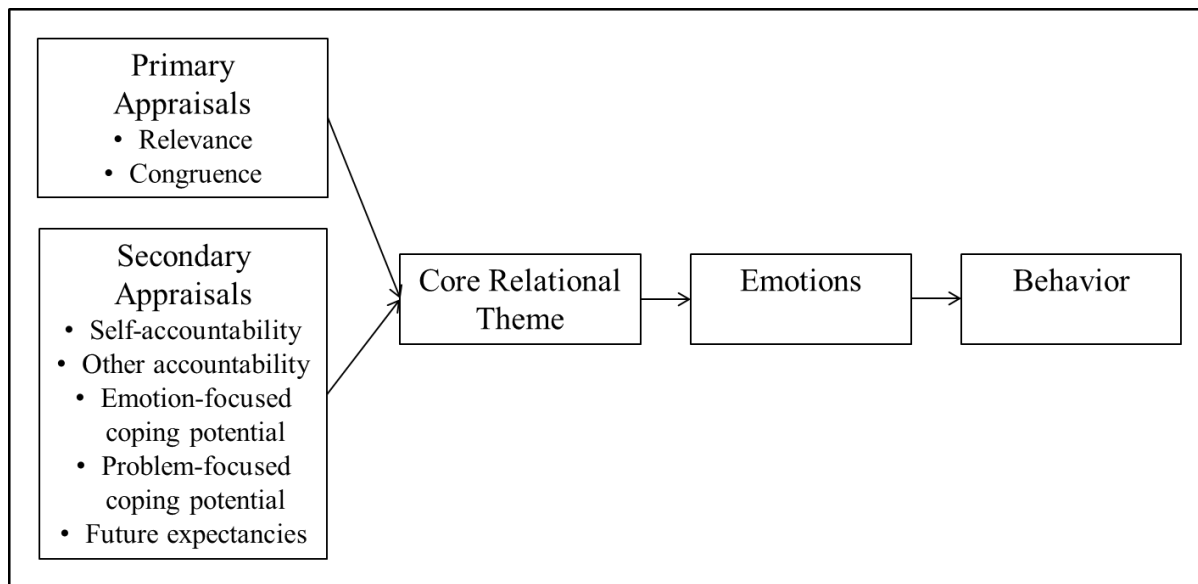 Primary
Appraisals
• Relevance
• Congruence
Secondary
Appraisals
• Self-accountability
• Other accountability
• Emotion-focused
coping potential
• Problem-focused
coping potential
• Future expectancies
Core Relational
Theme
Emotions
Behavior